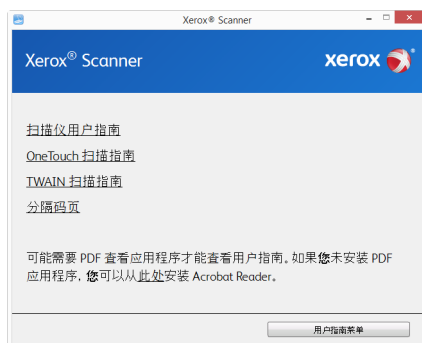 Xerox® Scanner
Xerox® Scanner
xerox
扫描仪用户指南
OneTouch 扫描指南
TWAIN 扫描指南
分隔码页
可能需要 PDF 查看应用程序才能查看用户指南。如果您未安装 PDF
应用程序，您可以从此处安装 Acrobat Reader。
用户指南菜单